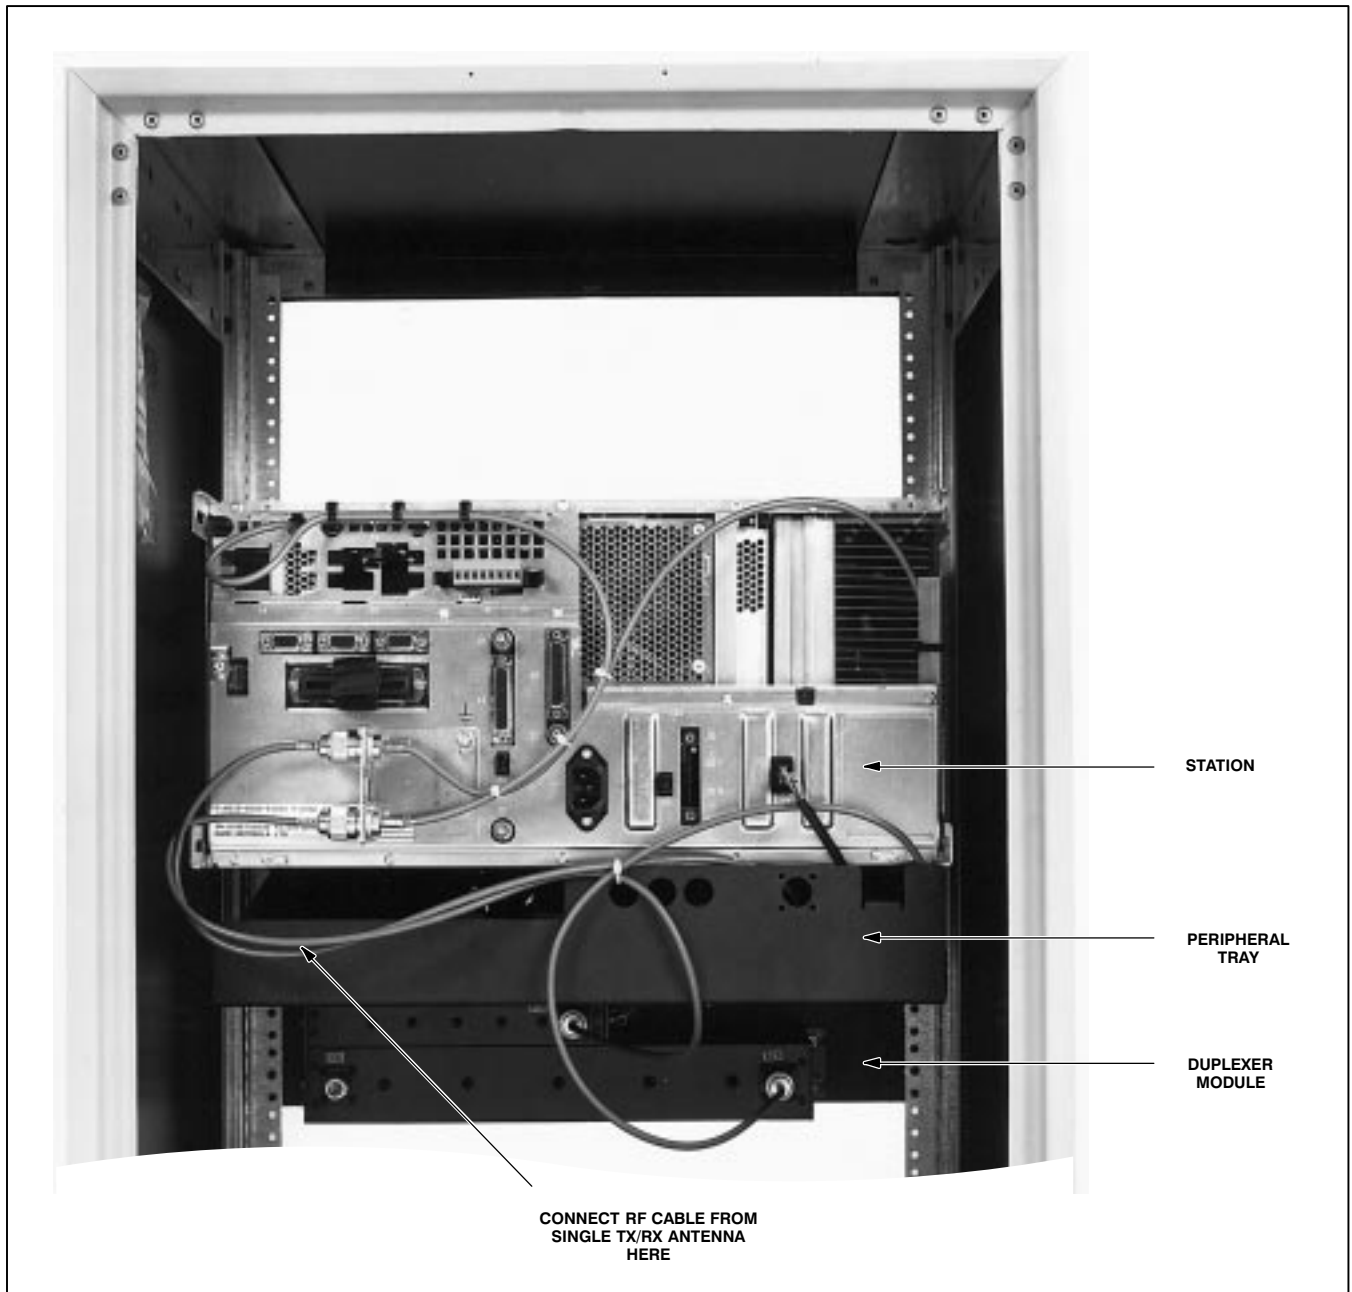 STATION
PERIPHERAL
TRAY
DUPLEXER
MODULE
CONNECT RF CABLE FROM
SINGLE TX/RX ANTENNA
HERE